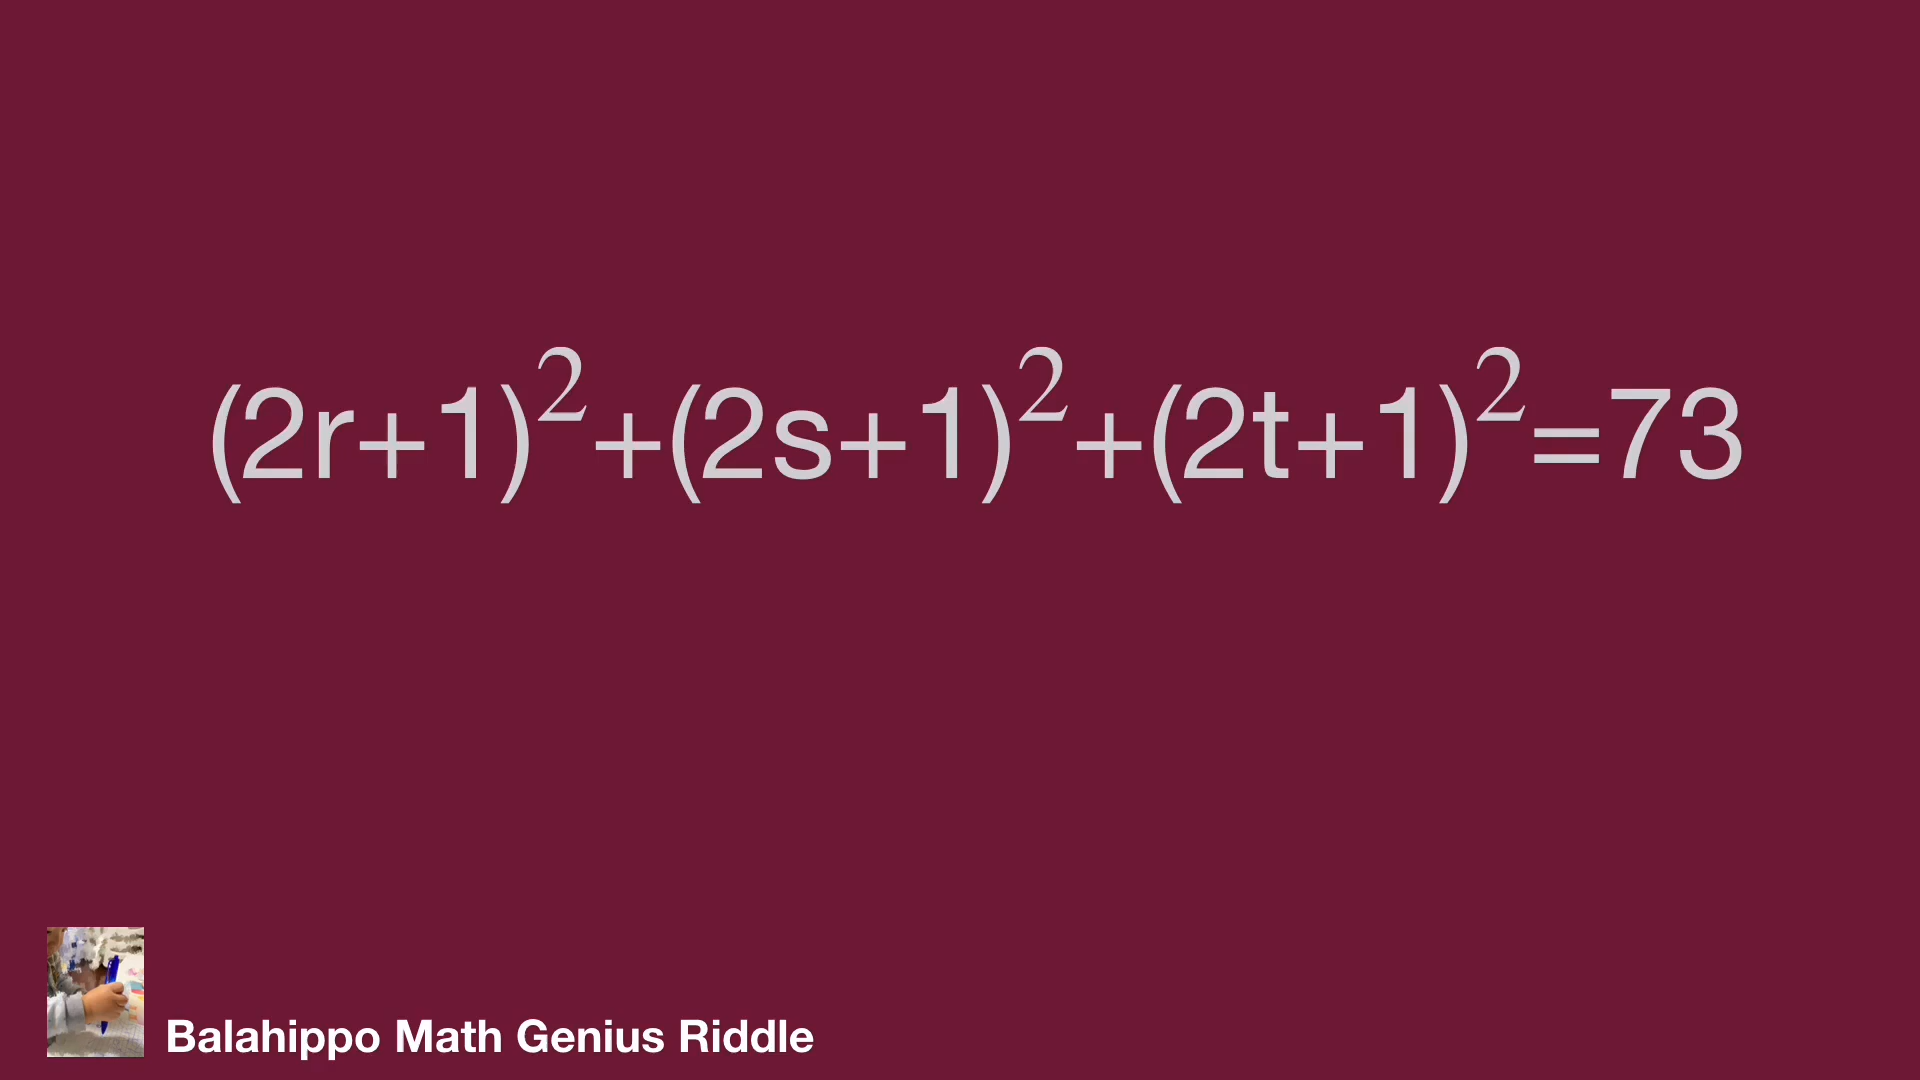 (2r+1)²+(2s+1)²+(2t+1)²=73
Balahippo Math Genius Riddle